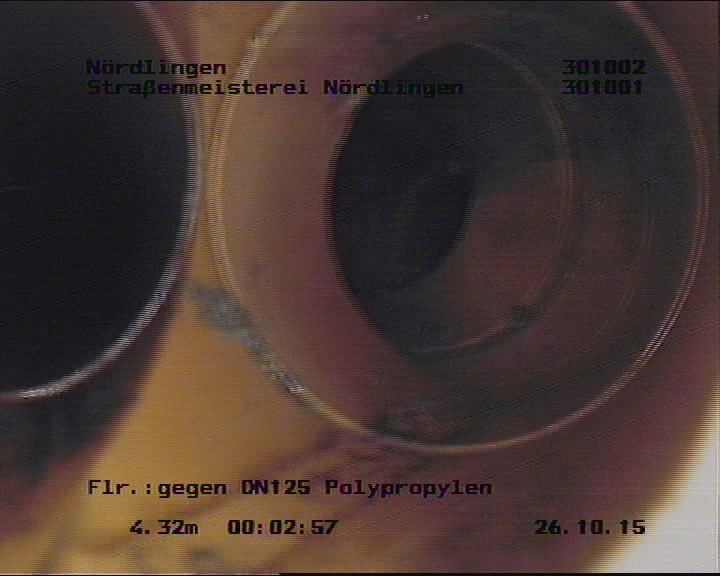 Nördlingen 301002
Straßenmeisterei Nördlingen 301001
Flr.:gegen DN125 Polypropylen
4.32m 00:02:57 26.10.15